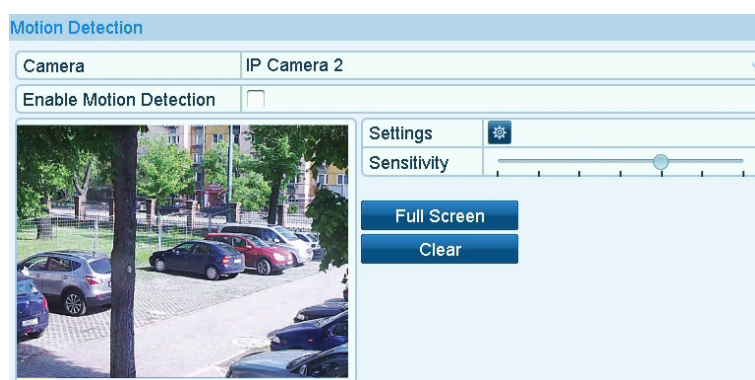 Motion Detection
Camera IP Camera 2
Enable Motion Detection
Settings
Sensitivity
Full Screen
Clear